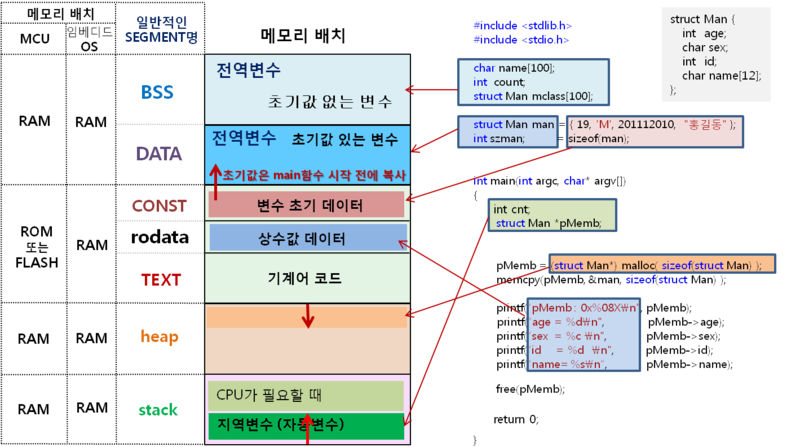 메모리 배치
일반적인
SEGMENT명
메모리 배치
MCU
임베디드
OS
RAM
RAM
BSS
전역변수
초기값 없는 변수
DATA
전역변수 초기값 있는 변수
초기값은 main함수 시작 전에 복사
ROM
또는
FLASH
RAM
CONST
변수 초기 데이터
rodata
상수값 데이터
TEXT
기계어 코드
RAM
RAM
heap
RAM
RAM
stack
CPU가 필요할 때
지역변수 (자동변수)
#include <stdlib.h>
#include <stdio.h>
struct Man {
int age;
char sex;
int id;
char name[12];
};
char name[100];
int count;
struct Man mclass[100];
struct Man man = { 19, 'M', 201112010, "홍길동" };
int szman; = sizeof(man);
int main(int argc, char* argv[])
{
int cnt;
struct Man *pMemb;
pMemb = (struct Man*) malloc( sizeof(struct Man) );
memcpy(pMemb, &man, sizeof(struct Man) );
printf("pMemb: 0x%08X₩n", pMemb);
printf("age = %d₩n", pMemb->age);
printf("sex = %c ₩n", pMemb->sex);
printf("id = %d ₩n", pMemb->id);
printf("name= %s₩n", pMemb->name);
free(pMemb);
return 0;
}